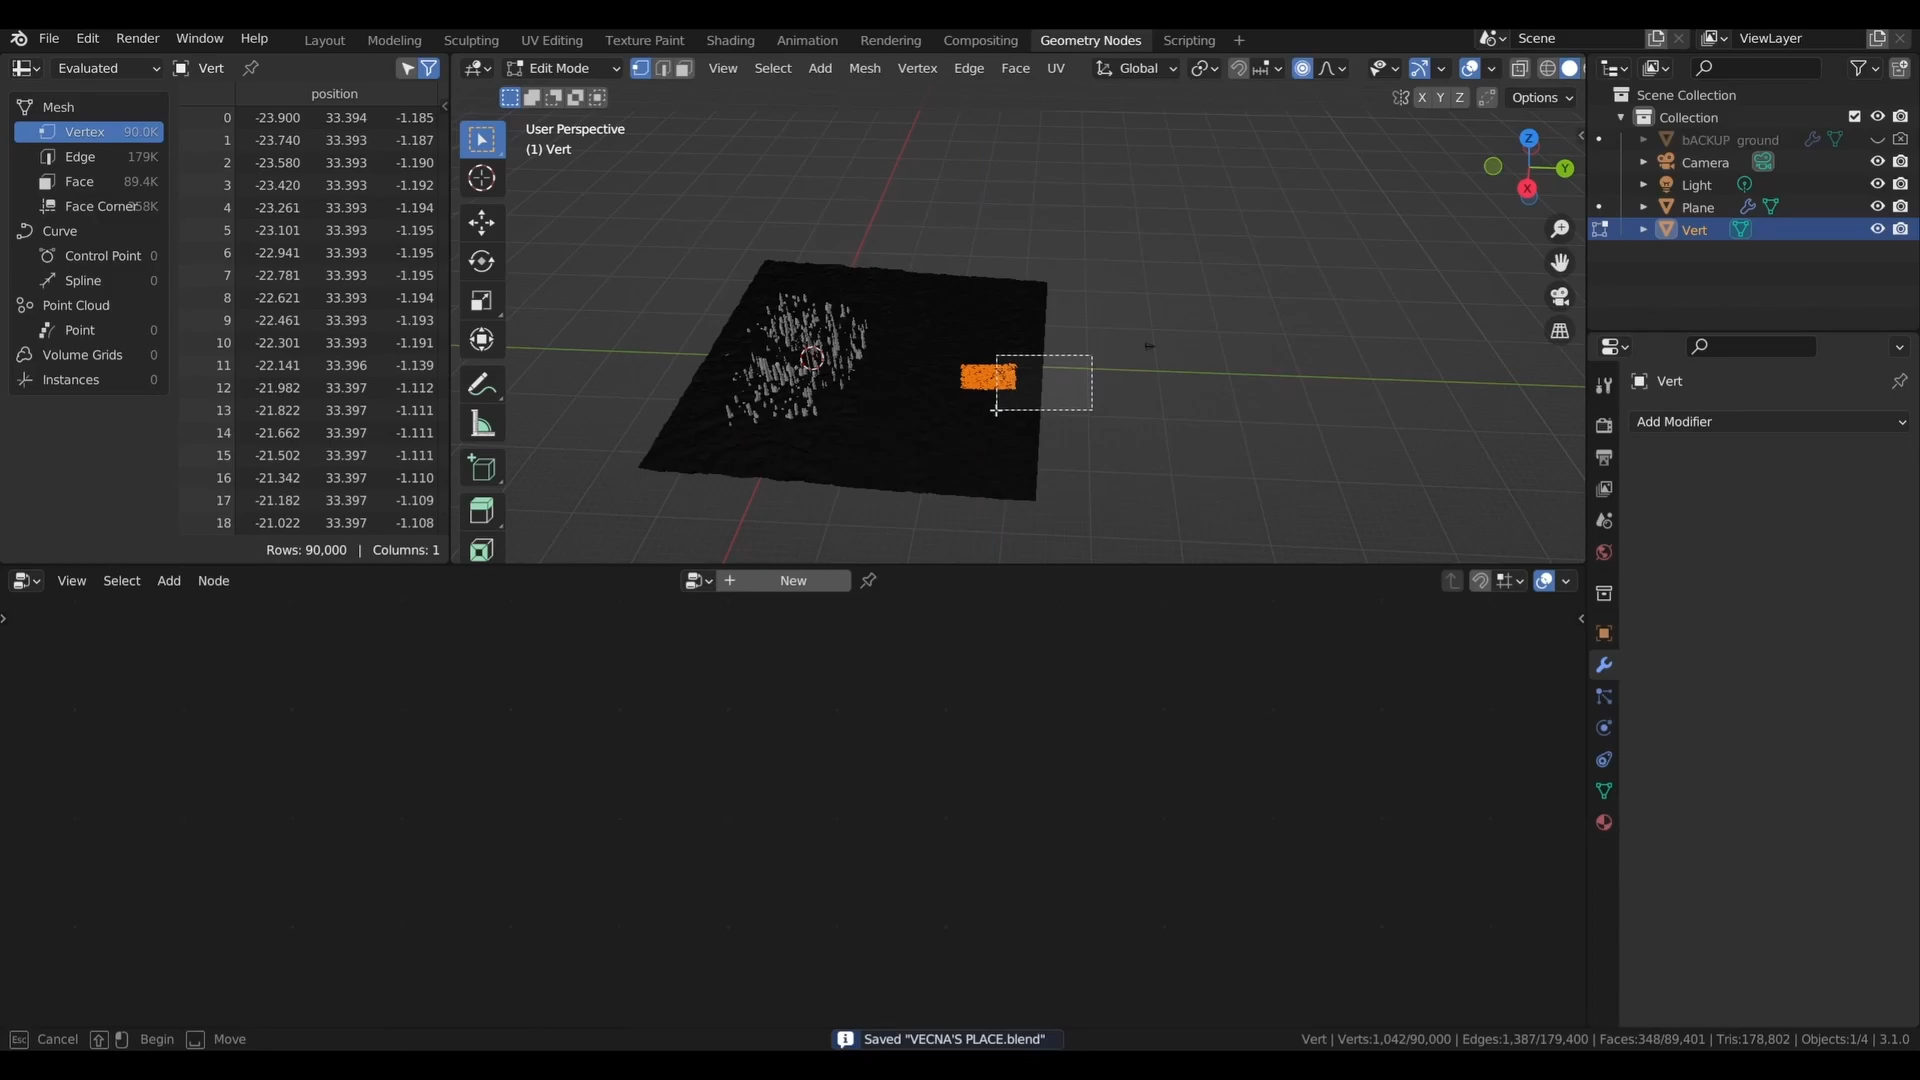 File Edit Render Window Help Layout Modeling Sculpting UV Editing Texture Paint Shading Animation Rendering Compositing Geometry Nodes Scripting + Scene ViewLayer
Evaluated Vert
Edit Mode View Select Add Mesh Vertex Edge Face UV Global
X Y Z Options
Mesh
Vertex 90.0K
Edge 179K
Face 89.4K
Face Corner 358K
Curve
Control Point 0
Spline 0
Point Cloud
Point 0
Volume Grids 0
Instances 0
position
0 -23.900 33.394 -1.185
1 -23.740 33.393 -1.187
2 -23.580 33.393 -1.190
3 -23.420 33.393 -1.192
4 -23.261 33.393 -1.194
5 -23.101 33.393 -1.195
6 -22.941 33.393 -1.195
7 -22.781 33.393 -1.195
8 -22.621 33.393 -1.194
9 -22.461 33.393 -1.193
10 -22.301 33.393 -1.191
11 -22.141 33.396 -1.139
12 -21.982 33.397 -1.112
13 -21.822 33.397 -1.111
14 -21.662 33.397 -1.111
15 -21.502 33.397 -1.111
16 -21.342 33.397 -1.110
17 -21.182 33.397 -1.109
18 -21.022 33.397 -1.108
Rows: 90,000 | Columns: 1
User Perspective
(1) Vert
Z
Y
X
Scene Collection
Collection
bACKUP ground
Camera
Light
Plane
Vert
Vert
Add Modifier
View Select Add Node
New
Esc Cancel Begin Move
Saved "VECNA'S PLACE.blend"
Vert | Verts:1,042/90,000 | Edges:1,387/179,400 | Faces:348/89,401 | Tris:178,802 | Objects:1/4 | 3.1.0